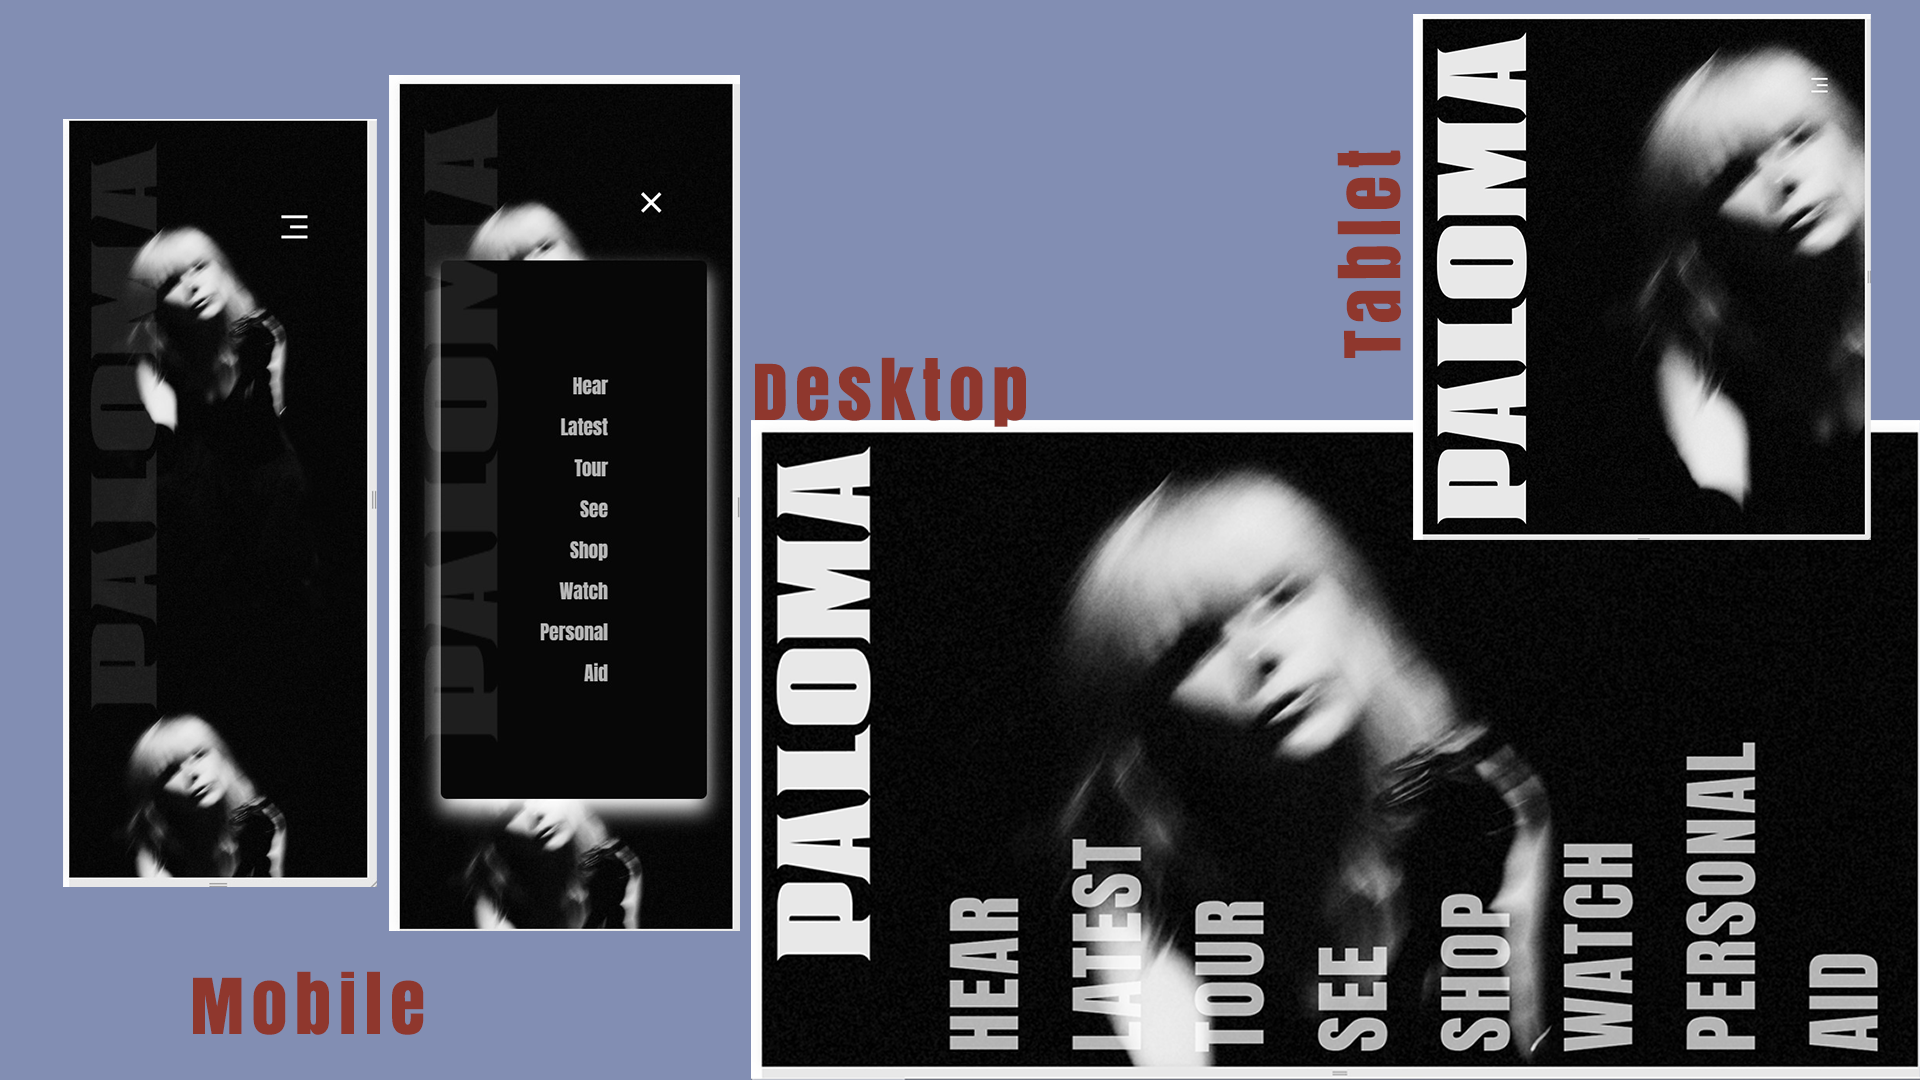 PALOMA
Mobile
PALOMA
Hear
Latest
Tour
See
Shop
Watch
Personal
Aid
Desktop
PALOMA
HEAR
LATEST
TOUR
SEE
SHOP
WATCH
PERSONAL
AID
Tablet
PALOMA